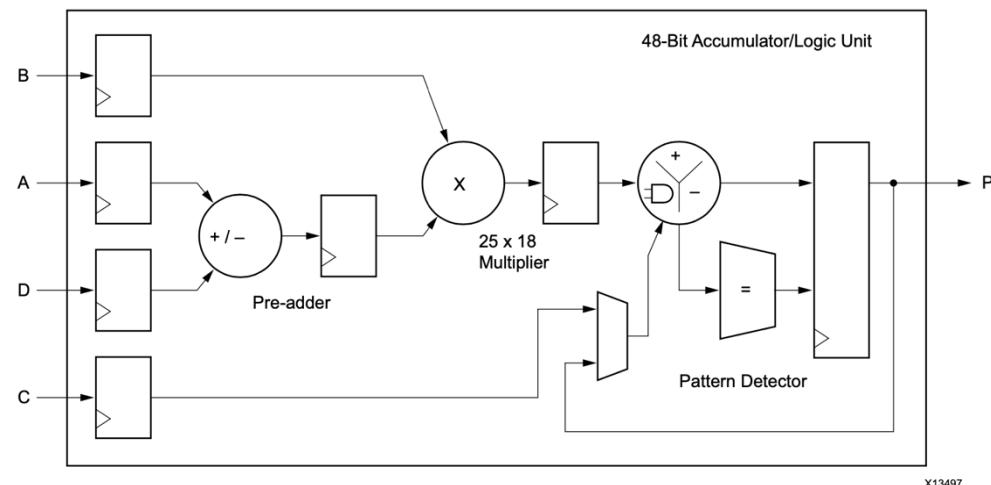 48-Bit Accumulator/Logic Unit
B
A
D
C
+ / –
Pre-adder
X
25 x 18
Multiplier
+
–
=
Pattern Detector
P
X13497